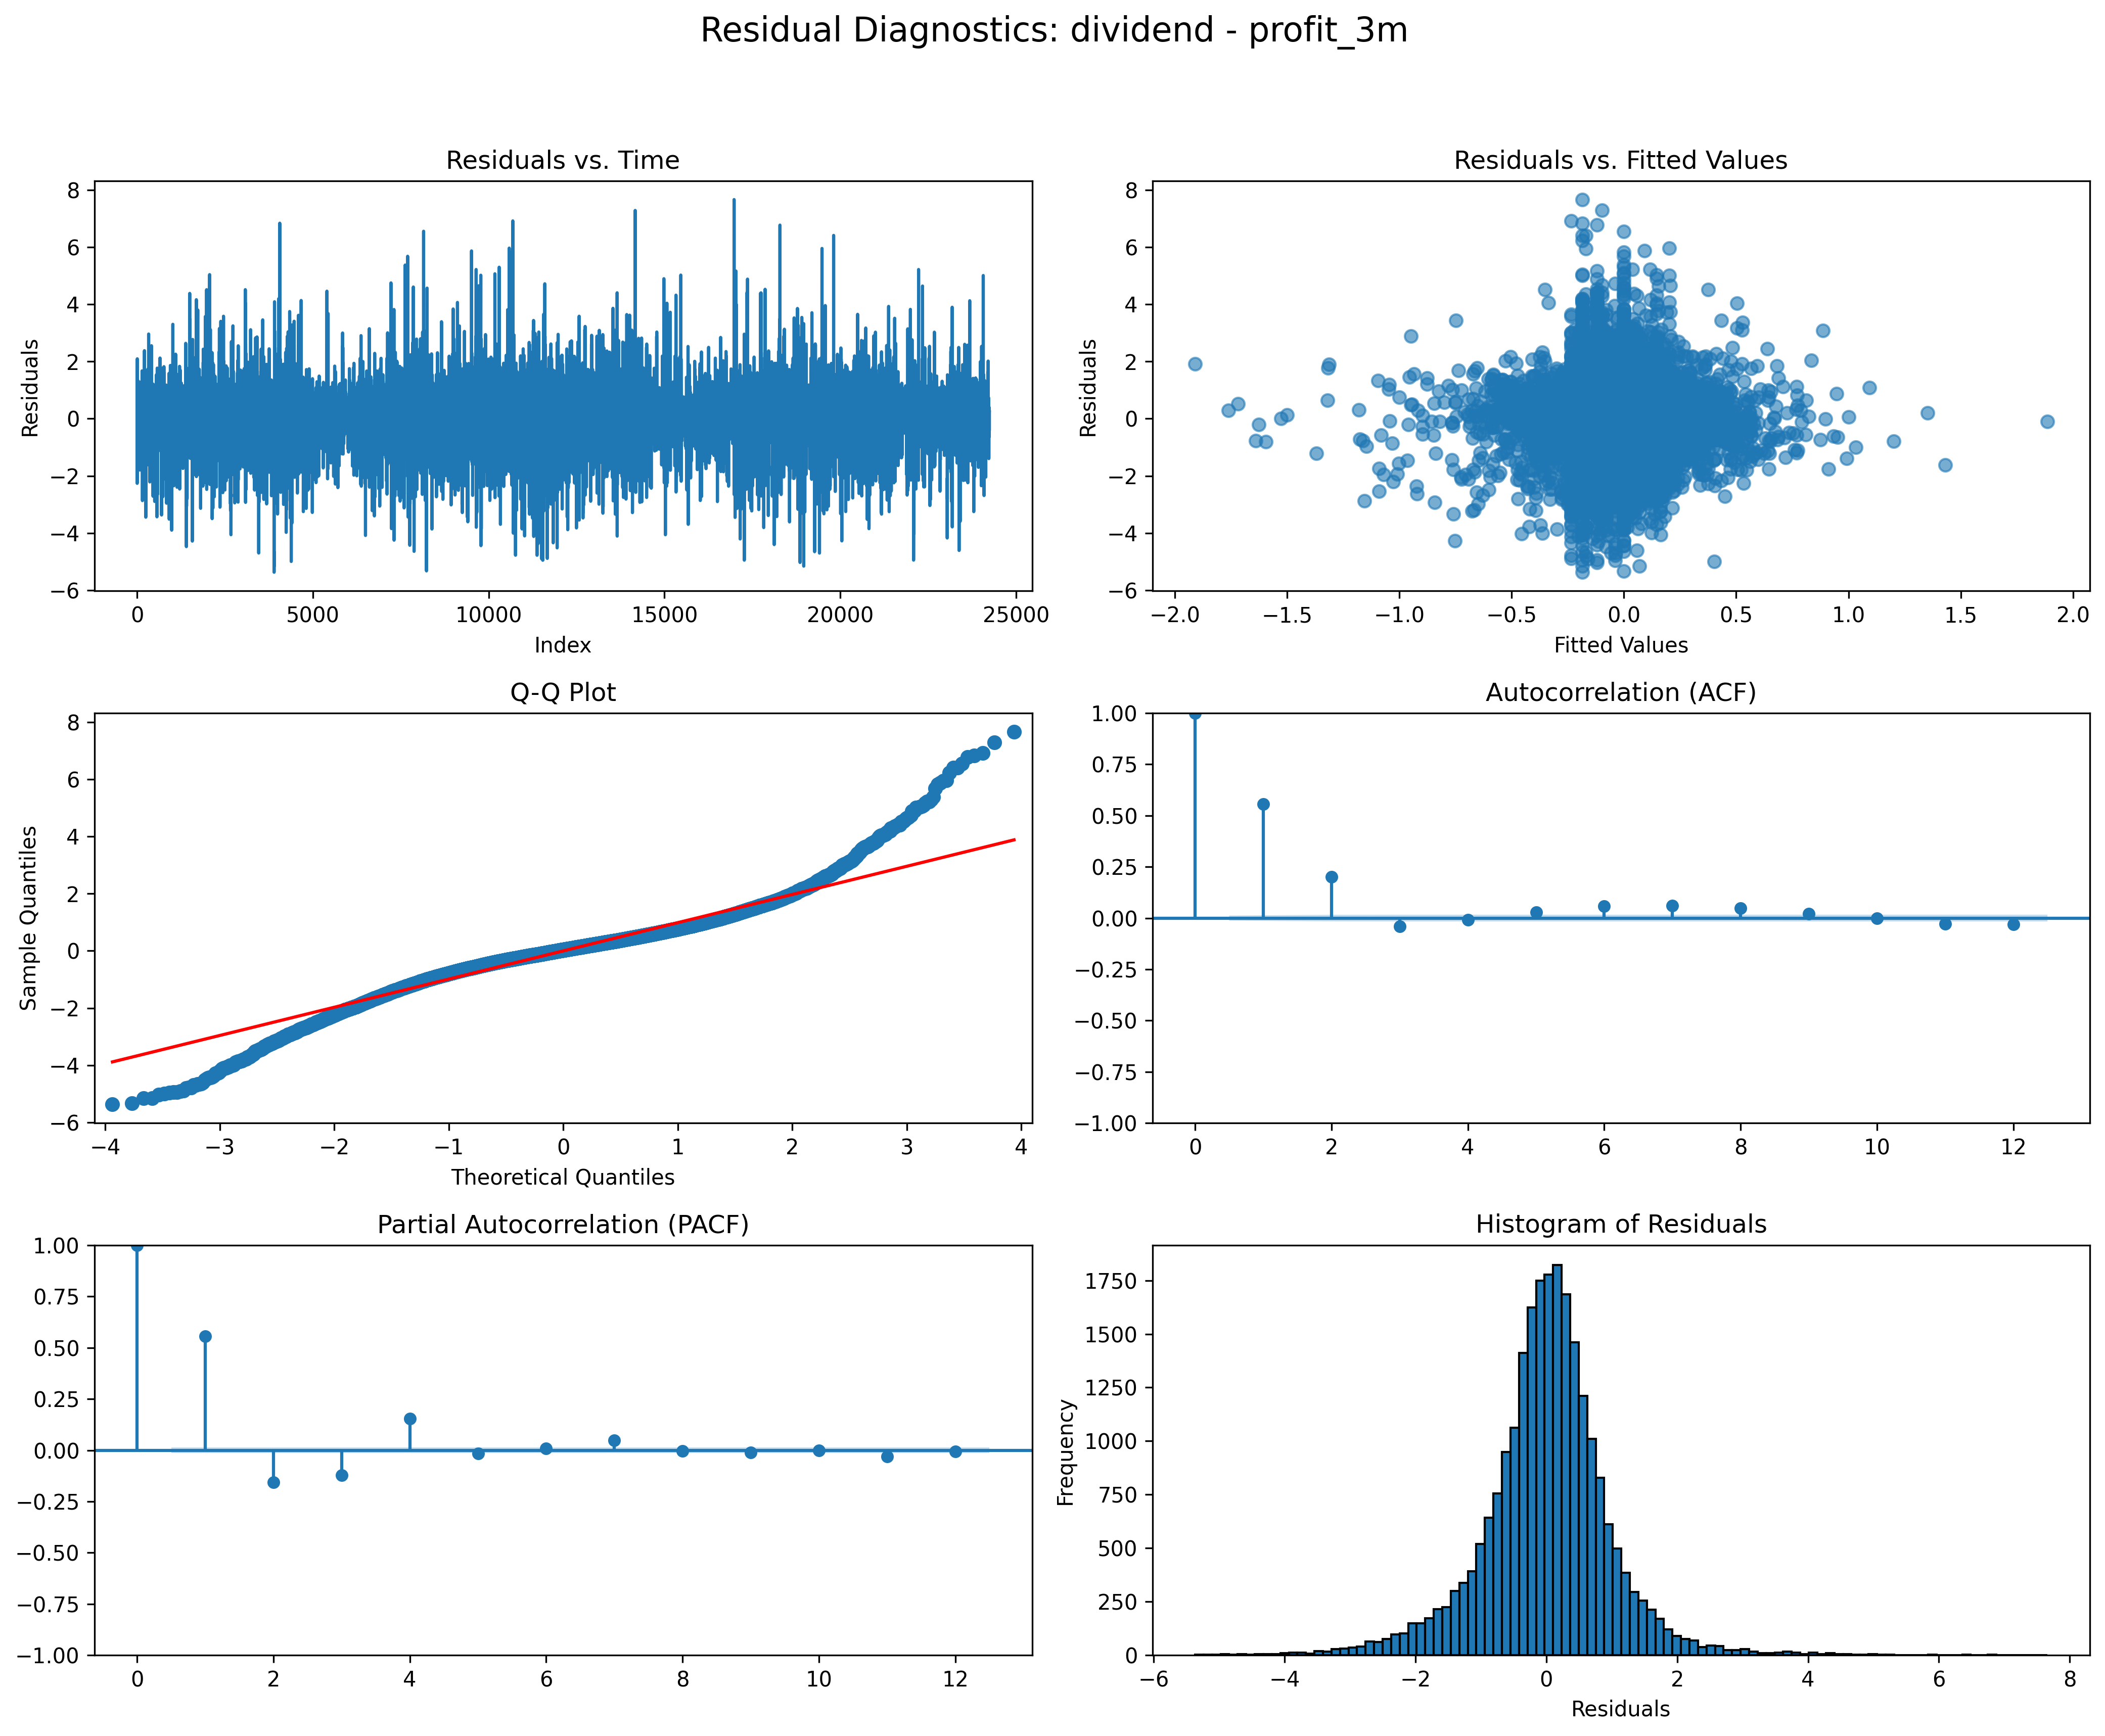 Residual Diagnostics: dividend - profit_3m
Residuals vs. Time
8
6
4
2
0
−2
−4
−6
Residuals
0 5000 10000 15000 20000 25000
Index
Residuals vs. Fitted Values
8
6
4
2
0
−2
−4
−6
Residuals
−2.0 −1.5 −1.0 −0.5 0.0 0.5 1.0 1.5 2.0
Fitted Values
Q-Q Plot
8
6
4
2
0
−2
−4
−6
Sample Quantiles
−4 −3 −2 −1 0 1 2 3 4
Theoretical Quantiles
Autocorrelation (ACF)
1.00
0.75
0.50
0.25
0.00
−0.25
−0.50
−0.75
−1.00
0 2 4 6 8 10 12
Partial Autocorrelation (PACF)
1.00
0.75
0.50
0.25
0.00
−0.25
−0.50
−0.75
−1.00
0 2 4 6 8 10 12
Histogram of Residuals
1750
1500
1250
1000
750
500
250
0
Frequency
−6 −4 −2 0 2 4 6 8
Residuals